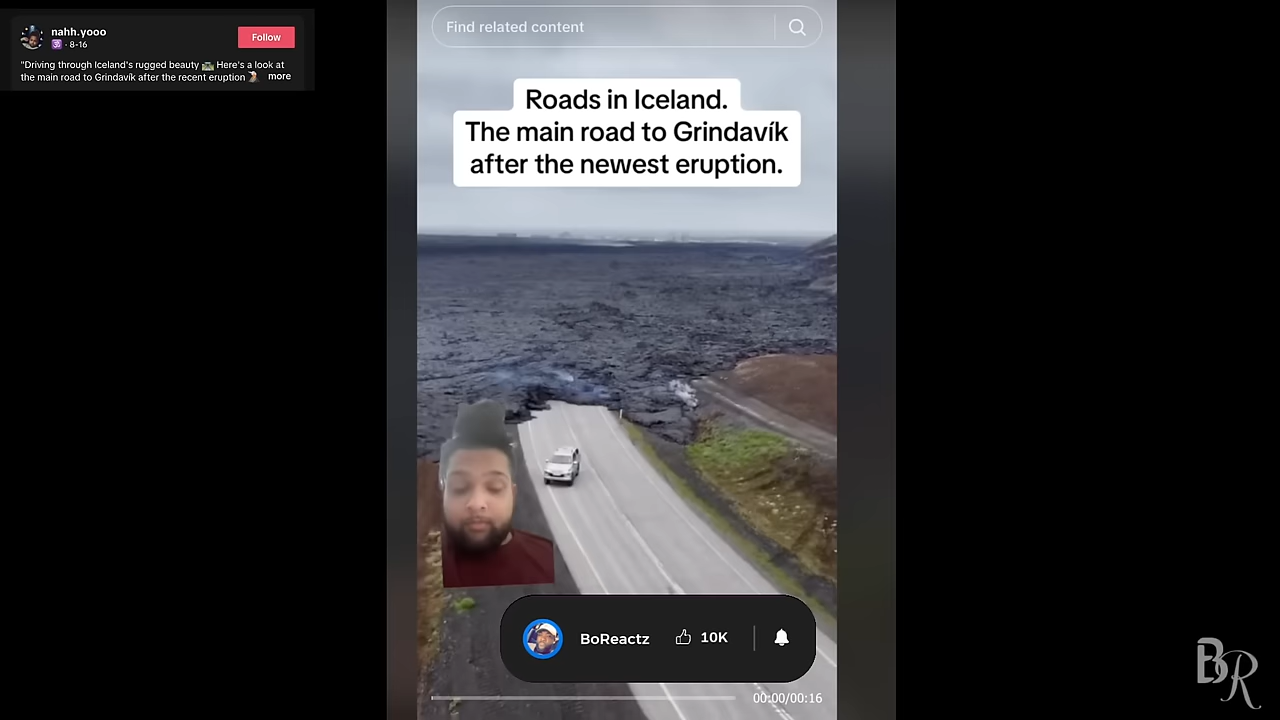 nahh.yooo
· 8-16
Follow
"Driving through Iceland's rugged beauty Here's a look at
the main road to Grindavík after the recent eruption more
Find related content
Roads in Iceland.
The main road to Grindavík
after the newest eruption.
BoReactz 10K
00:00/00:16
BR